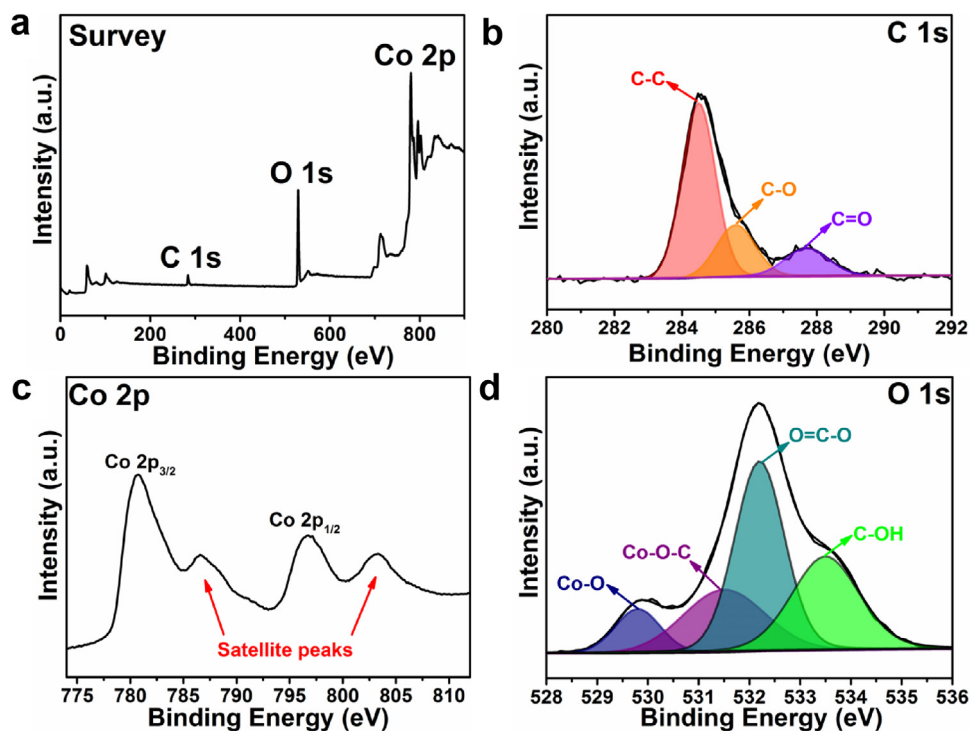 a
Survey
Co 2p
O 1s
C 1s
Intensity (a.u.)
0 200 400 600 800
Binding Energy (eV)
b
C 1s
C-C
C-O
C=O
Intensity (a.u.)
280 282 284 286 288 290 292
Binding Energy (eV)
c
Co 2p
Co 2p3/2
Co 2p1/2
Satellite peaks
Intensity (a.u.)
775 780 785 790 795 800 805 810
Binding Energy (eV)
d
O 1s
O=C-O
C-OH
Co-O-C
Co-O
Intensity (a.u.)
528 529 530 531 532 533 534 535 536
Binding Energy (eV)